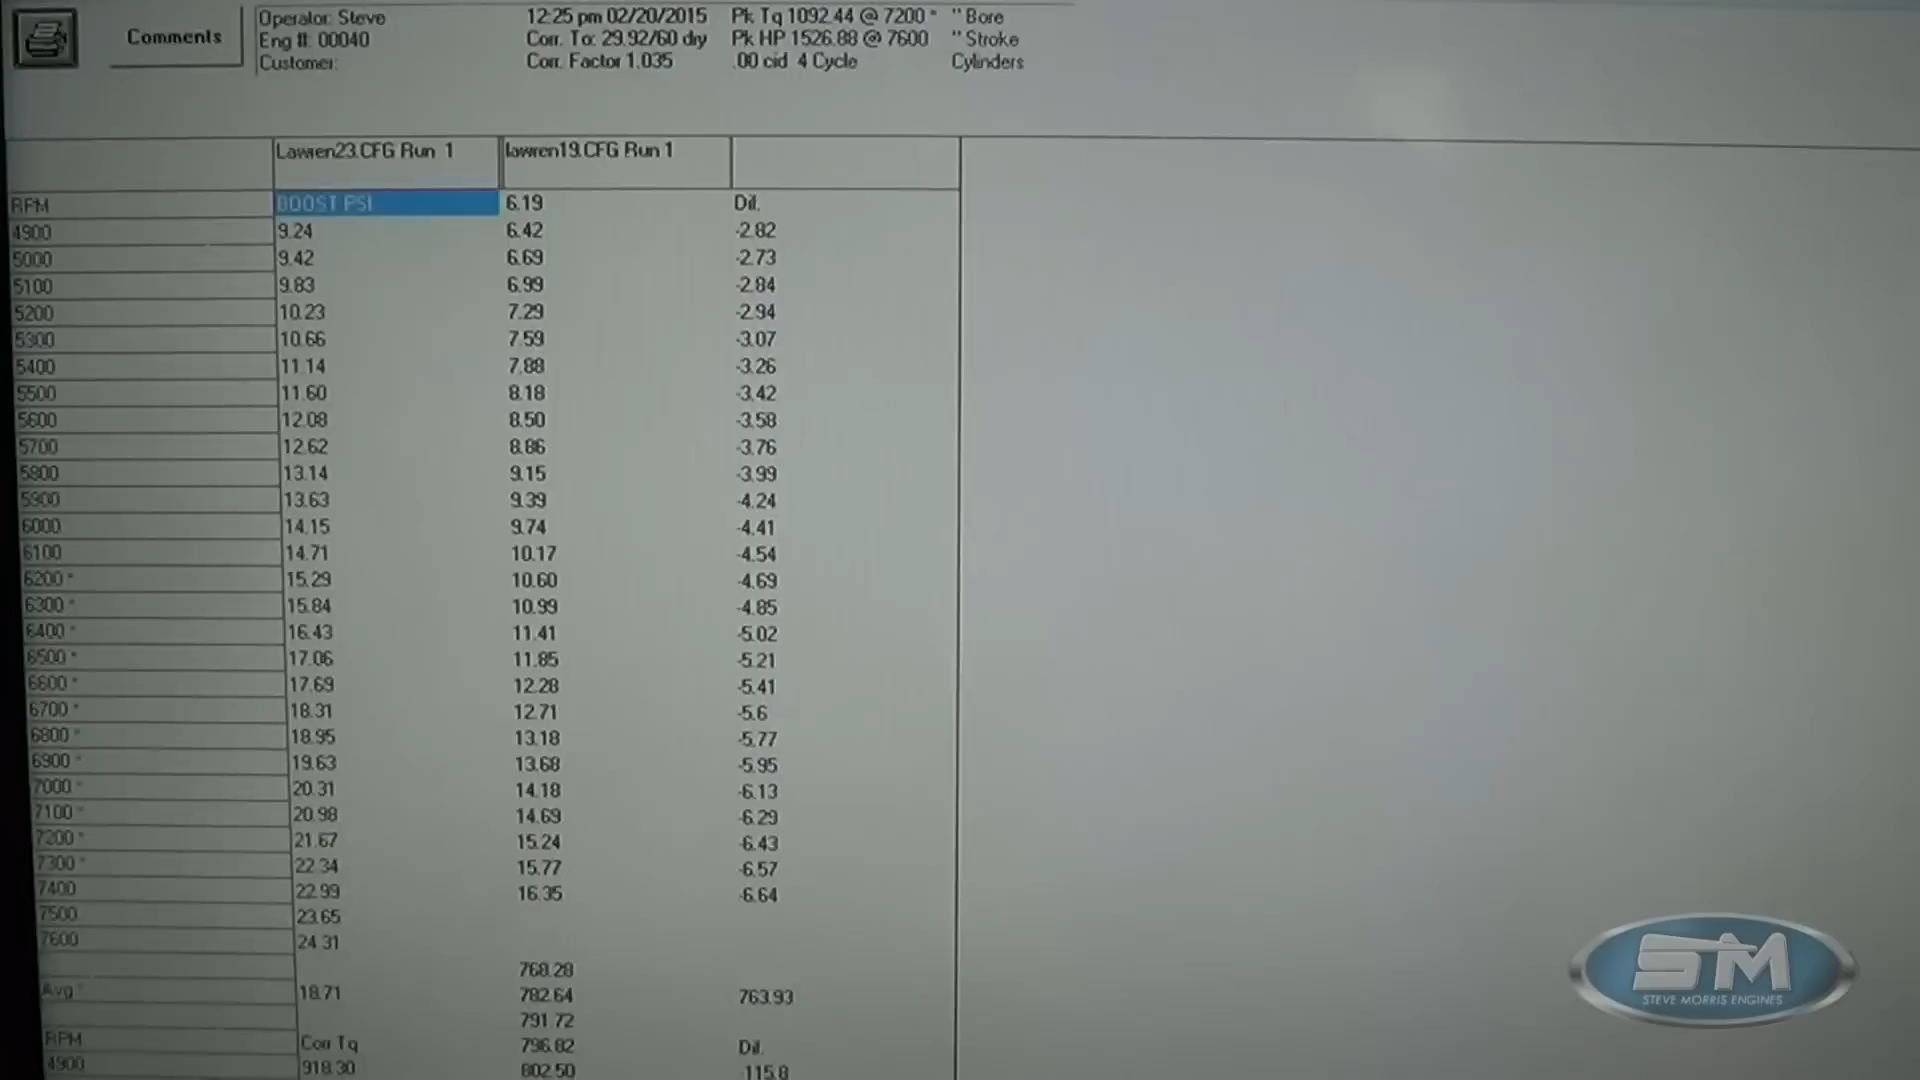 Comments
Operator: Steve 12:25 pm 02/20/2015 Pk Tq 1092.44 @ 7200 * " Bore
Eng #: 00040 Corr. To: 29.92/60 dry Pk HP 1526.88 @ 7600 " Stroke
Customer: Corr. Factor 1.035 .00 cid 4 Cycle Cylinders
Lawren23.CFG Run 1 lawren19.CFG Run 1
RPM BOOST PSI 6.19 Dif.
4900 9.24 6.42 -2.82
5000 9.42 6.69 -2.73
5100 9.83 6.99 -2.84
5200 10.23 7.29 -2.94
5300 10.66 7.59 -3.07
5400 11.14 7.88 -3.26
5500 11.60 8.18 -3.42
5600 12.08 8.50 -3.58
5700 12.62 8.86 -3.76
5800 13.14 9.15 -3.99
5900 13.63 9.39 -4.24
6000 14.15 9.74 -4.41
6100 14.71 10.17 -4.54
6200 * 15.29 10.60 -4.69
6300 * 15.84 10.99 -4.85
6400 * 16.43 11.41 -5.02
6500 * 17.06 11.85 -5.21
6600 * 17.69 12.28 -5.41
6700 * 18.31 12.71 -5.6
6800 * 18.95 13.18 -5.77
6900 * 19.63 13.68 -5.95
7000 * 20.31 14.18 -6.13
7100 * 20.98 14.69 -6.29
7200 * 21.67 15.24 -6.43
7300 * 22.34 15.77 -6.57
7400 22.99 16.35 -6.64
7500 23.65
7600 24.31
768.28
Avg * 18.71 782.64 763.93
791.72
RPM Corr Tq 796.82 Dif.
4900 918.30 802.50 -115.8
SM
STEVE MORRIS ENGINES